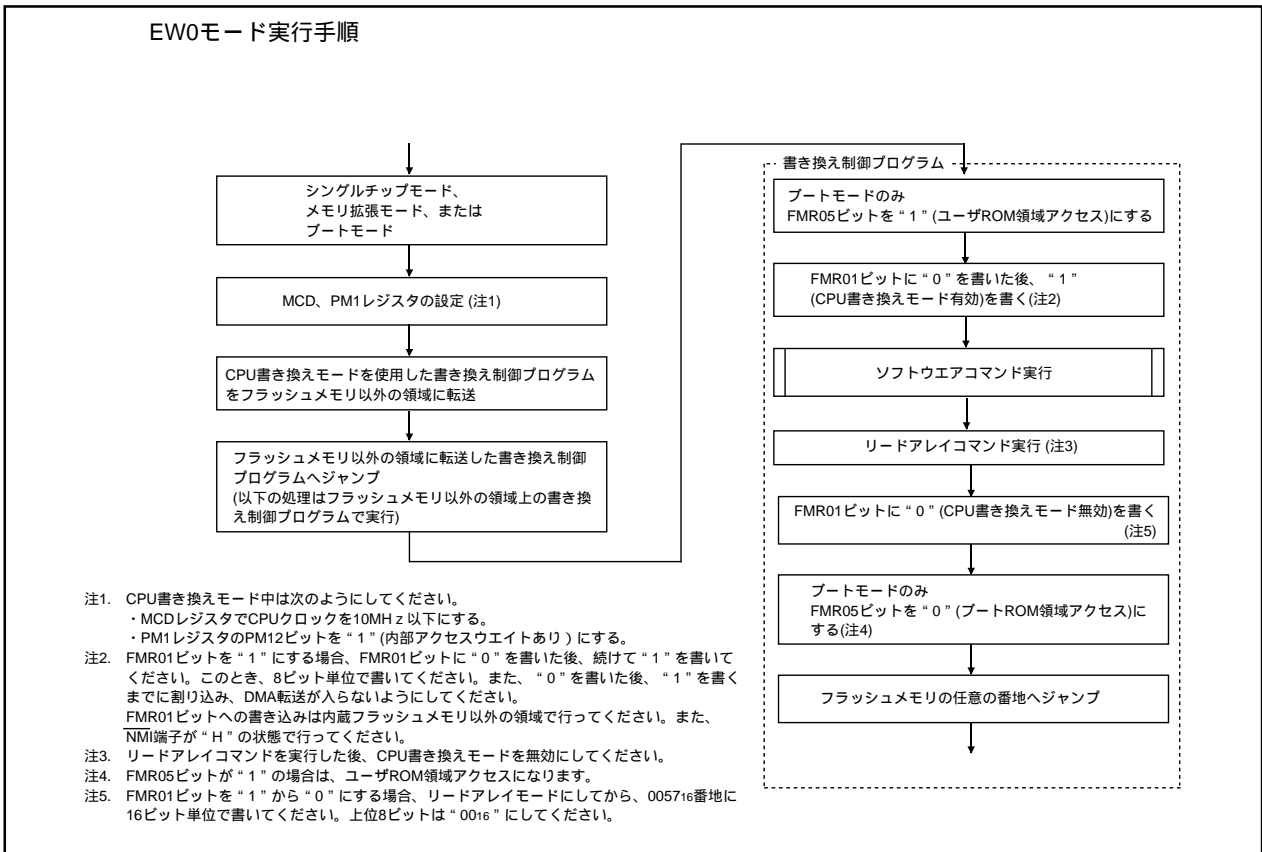 EW0モード実行手順
シングルチップモード、
メモリ拡張モード、または
ブートモード
MCD、PM1レジスタの設定 (注1)
CPU書き換えモードを使用した書き換え制御プログラム
をフラッシュメモリ以外の領域に転送
フラッシュメモリ以外の領域に転送した書き換え制御
プログラムへジャンプ
(以下の処理はフラッシュメモリ以外の領域上の書き換
え制御プログラムで実行)
書き換え制御プログラム
ブートモードのみ
FMR05ビットを“1”(ユーザROM領域アクセス)にする
FMR01ビットに“0”を書いた後、“1”
(CPU書き換えモード有効)を書く(注2)
ソフトウエアコマンド実行
リードアレイコマンド実行 (注3)
FMR01ビットに“0”(CPU書き換えモード無効)を書く
(注5)
ブートモードのみ
FMR05ビットを“0”(ブートROM領域アクセス)に
する(注4)
フラッシュメモリの任意の番地へジャンプ
注1. CPU書き換えモード中は次のようにしてください。
・MCDレジスタでCPUクロックを10MHz以下にする。
・PM1レジスタのPM12ビットを“1”(内部アクセスウエイトあり)にする。
注2. FMR01ビットを“1”にする場合、FMR01ビットに“0”を書いた後、続けて“1”を書いて
ください。このとき、8ビット単位で書いてください。また、“0”を書いた後、“1”を書く
までに割り込み、DMA転送が入らないようにしてください。
FMR01ビットへの書き込みは内蔵フラッシュメモリ以外の領域で行ってください。また、
NMI端子が“H”の状態で行ってください。
注3. リードアレイコマンドを実行した後、CPU書き換えモードを無効にしてください。
注4. FMR05ビットが“1”の場合は、ユーザROM領域アクセスになります。
注5. FMR01ビットを“1”から“0”にする場合、リードアレイモードにしてから、005716番地に
16ビット単位で書いてください。上位8ビットは“0016”にしてください。